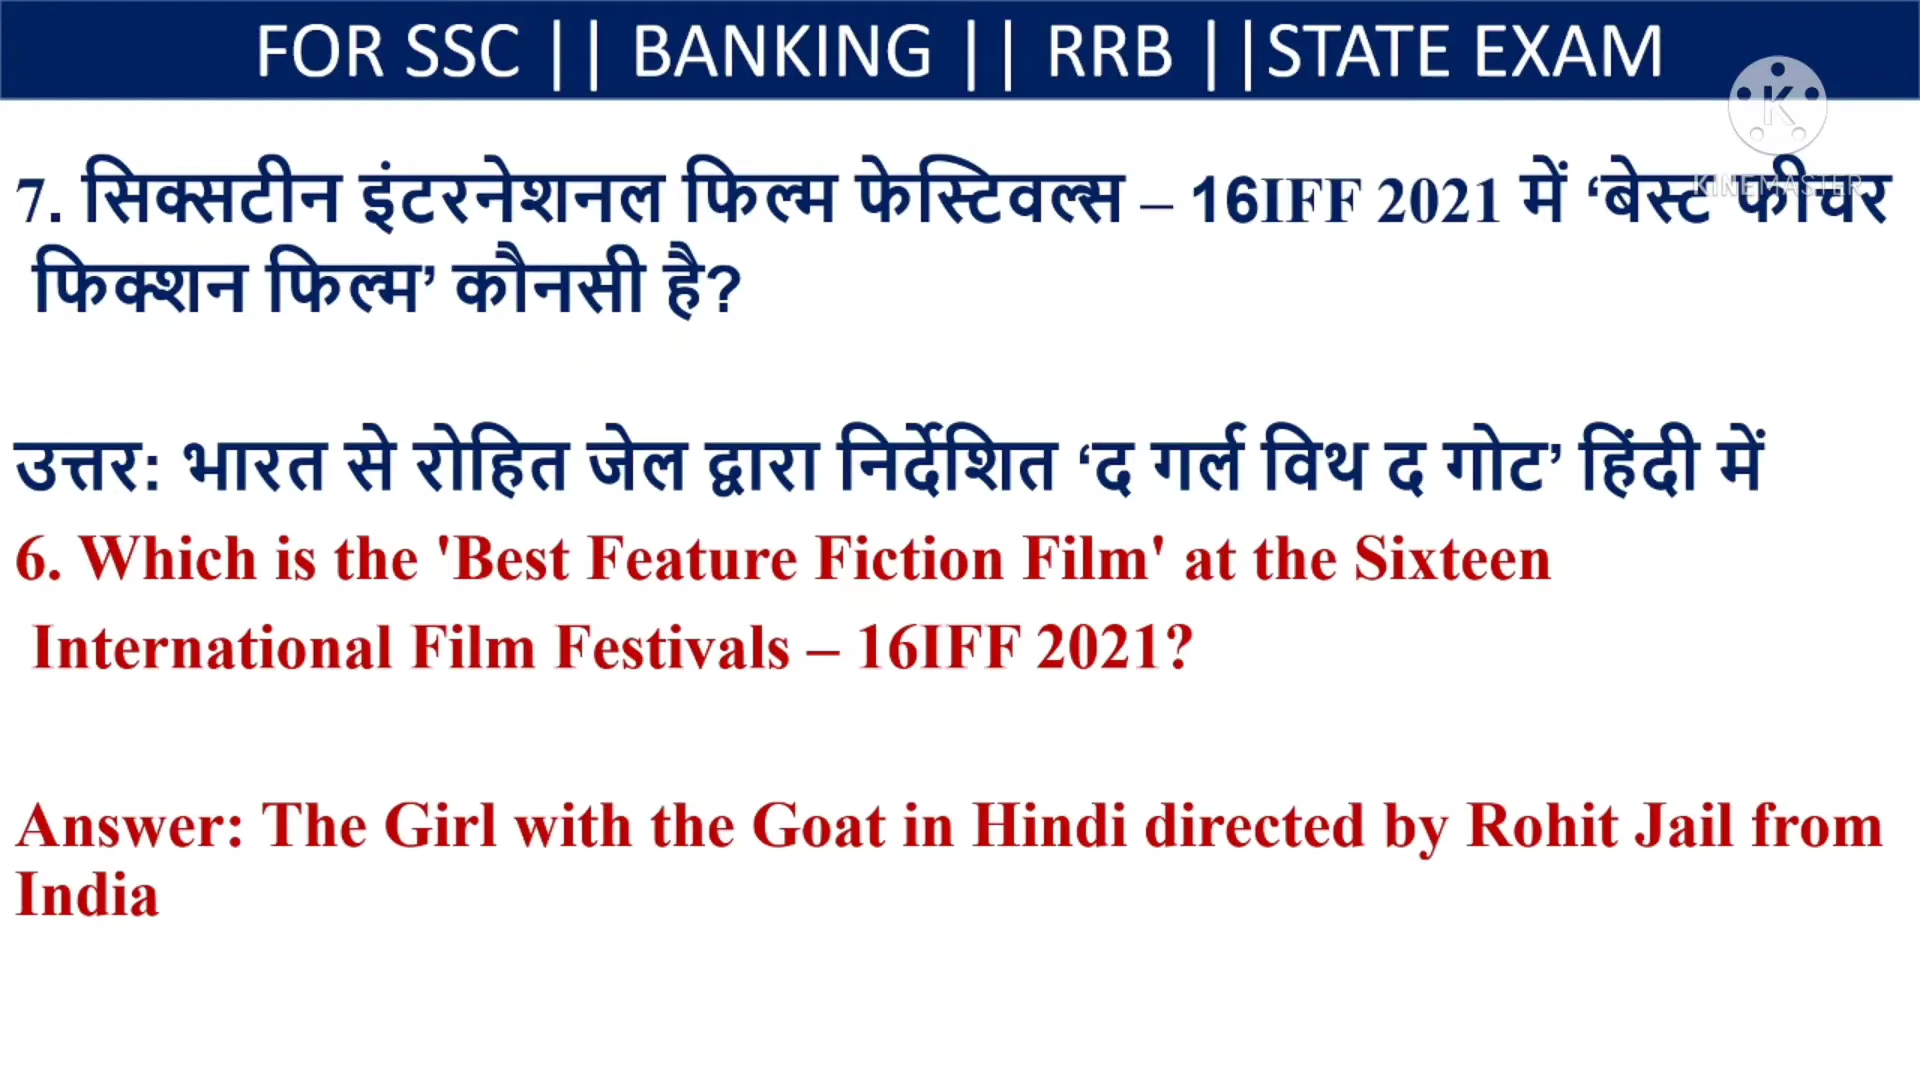 FOR SSC || BANKING || RRB ||STATE EXAM
K
KINEMASTER
7. सिक्सटीन इंटरनेशनल फिल्म फेस्टिवल्स – 16IFF 2021 में ‘बेस्ट फीचर
फिक्शन फिल्म’ कौनसी है?
उत्तर: भारत से रोहित जेल द्वारा निर्देशित ‘द गर्ल विथ द गोट’ हिंदी में
6. Which is the 'Best Feature Fiction Film' at the Sixteen
International Film Festivals – 16IFF 2021?
Answer: The Girl with the Goat in Hindi directed by Rohit Jail from
India